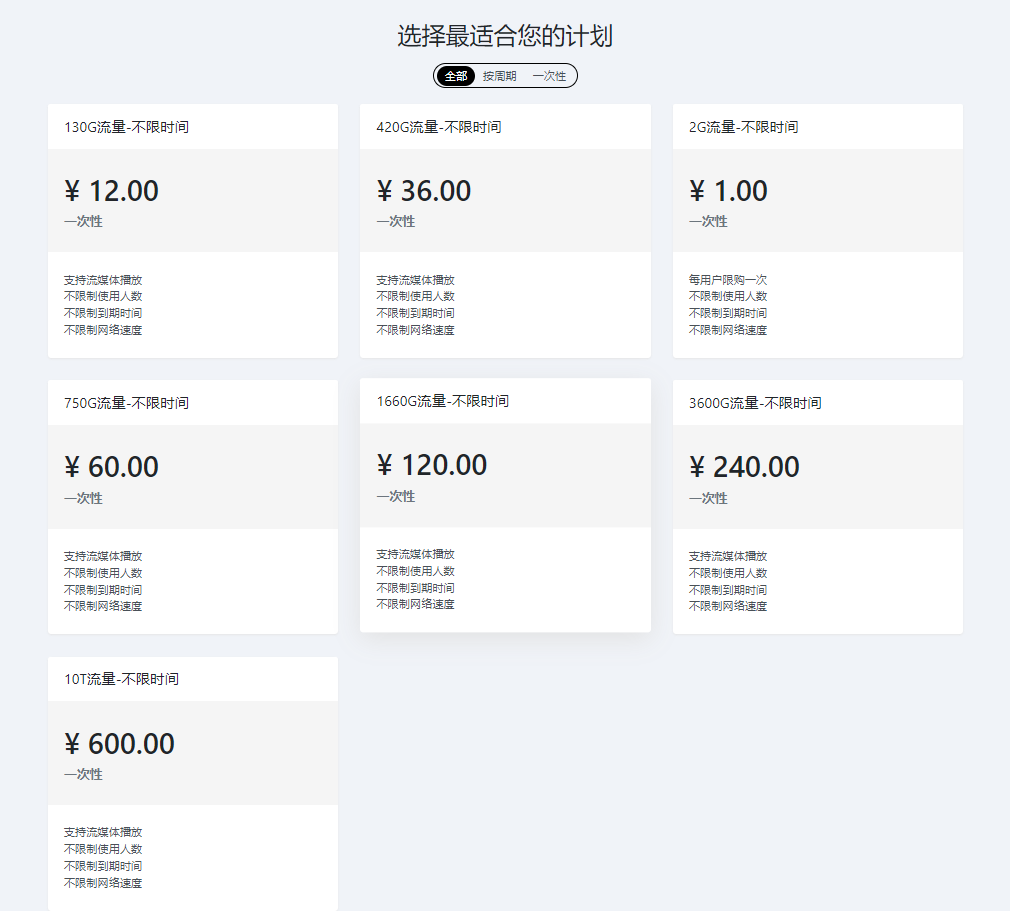 选择最适合您的计划
全部 按周期 一次性
130G流量-不限时间
¥ 12.00
一次性
支持流媒体播放
不限制使用人数
不限制到期时间
不限制网络速度
420G流量-不限时间
¥ 36.00
一次性
支持流媒体播放
不限制使用人数
不限制到期时间
不限制网络速度
2G流量-不限时间
¥ 1.00
一次性
每用户限购一次
不限制使用人数
不限制到期时间
不限制网络速度
750G流量-不限时间
¥ 60.00
一次性
支持流媒体播放
不限制使用人数
不限制到期时间
不限制网络速度
1660G流量-不限时间
¥ 120.00
一次性
支持流媒体播放
不限制使用人数
不限制到期时间
不限制网络速度
3600G流量-不限时间
¥ 240.00
一次性
支持流媒体播放
不限制使用人数
不限制到期时间
不限制网络速度
10T流量-不限时间
¥ 600.00
一次性
支持流媒体播放
不限制使用人数
不限制到期时间
不限制网络速度